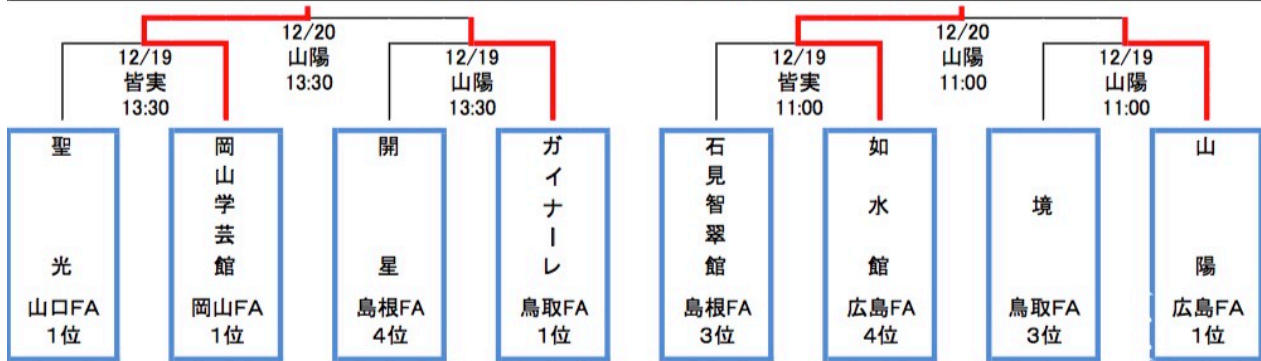 12/20
山陽
13:30
12/20
山陽
11:00
12/19
皆実
13:30
12/19
山陽
13:30
12/19
皆実
11:00
12/19
山陽
11:00
聖光
山口FA
1位
岡山学芸館
岡山FA
1位
開星
島根FA
4位
ガイナーレ
鳥取FA
1位
石見智翠館
島根FA
3位
如水館
広島FA
4位
境
鳥取FA
3位
山陽
広島FA
1位